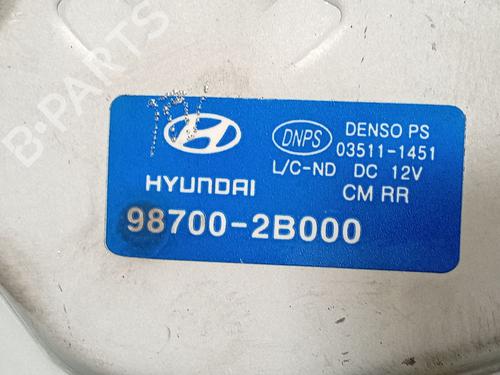 B-PARTS
HYUNDAI
98700-2B000
DNPS
DENSO PS
03511-1451
L/C-ND DC 12V
CM RR